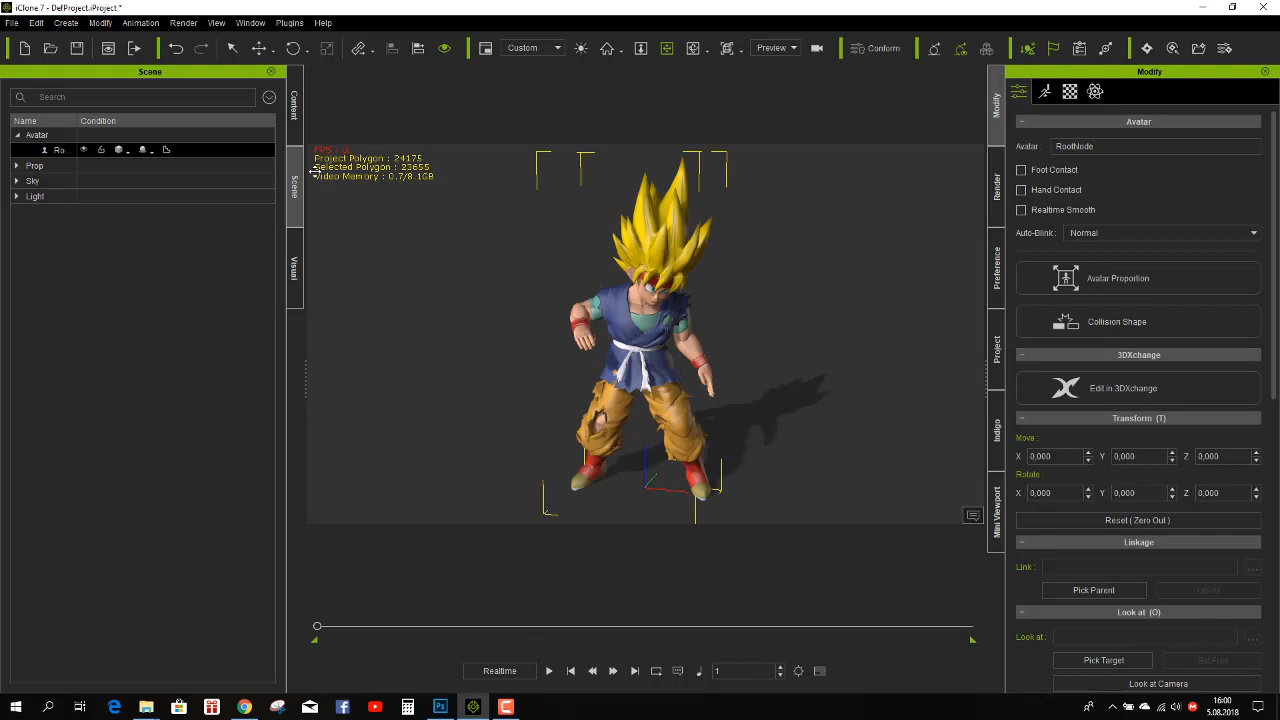 iClone 7 - DefProject.iProject *
File Edit Create Modify Animation Render View Window Plugins Help
Custom Preview Conform
Scene
Search
Name Condition
Avatar
Ro...
Prop
Sky
Light
Content
Scene
Visual
FPS : 0
Project Polygon : 24175
Selected Polygon : 23655
Video Memory : 0.7/8.1GB
Modify
Render
Preference
Project
Indigo
Mini Viewport
Modify
Avatar
Avatar : RootNode
Foot Contact
Hand Contact
Realtime Smooth
Auto-Blink : Normal
Avatar Proportion
Collision Shape
3DXchange
Edit in 3DXchange
Transform (T)
Move :
X 0,000 Y 0,000 Z 0,000
Rotate
X 0,000 Y 0,000 Z 0,000
Reset ( Zero Out )
Linkage
Link :
Pick Parent
Look at (O)
Look at :
Pick Target
Look at Camera
Realtime 1
16:00
5.08.2018